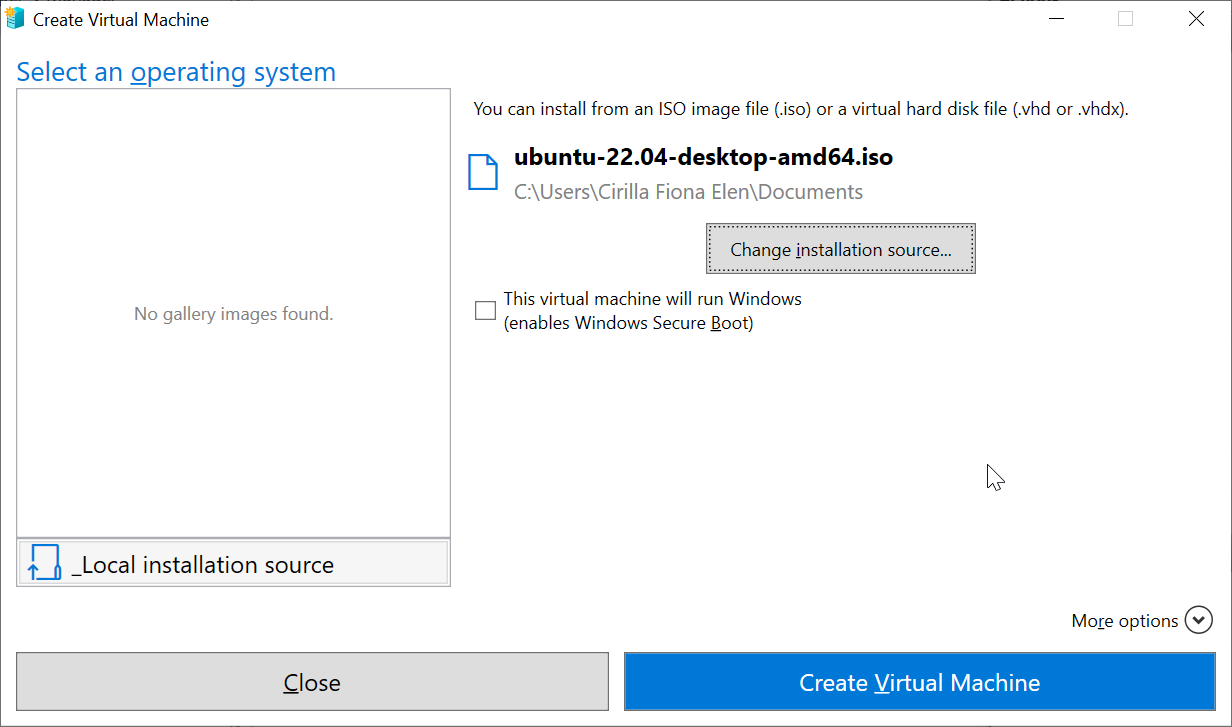 Create Virtual Machine
Select an operating system
You can install from an ISO image file (.iso) or a virtual hard disk file (.vhd or .vhdx).
ubuntu-22.04-desktop-amd64.iso
C:\Users\Cirilla Fiona Elen\Documents
Change installation source...
This virtual machine will run Windows
(enables Windows Secure Boot)
No gallery images found.
_Local installation source
More options
Close
Create Virtual Machine